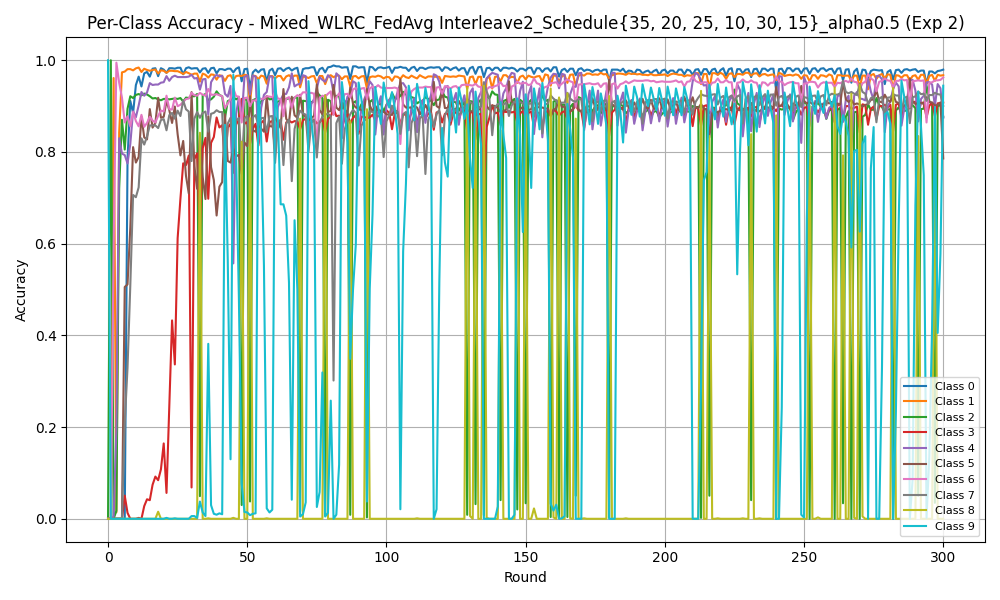 Per-Class Accuracy - Mixed_WLRC_FedAvg Interleave2_Schedule{35, 20, 25, 10, 30, 15}_alpha0.5 (Exp 2)
Accuracy
1.0
0.8
0.6
0.4
0.2
0.0
0
50
100
150
200
250
300
Round
Class 0
Class 1
Class 2
Class 3
Class 4
Class 5
Class 6
Class 7
Class 8
Class 9